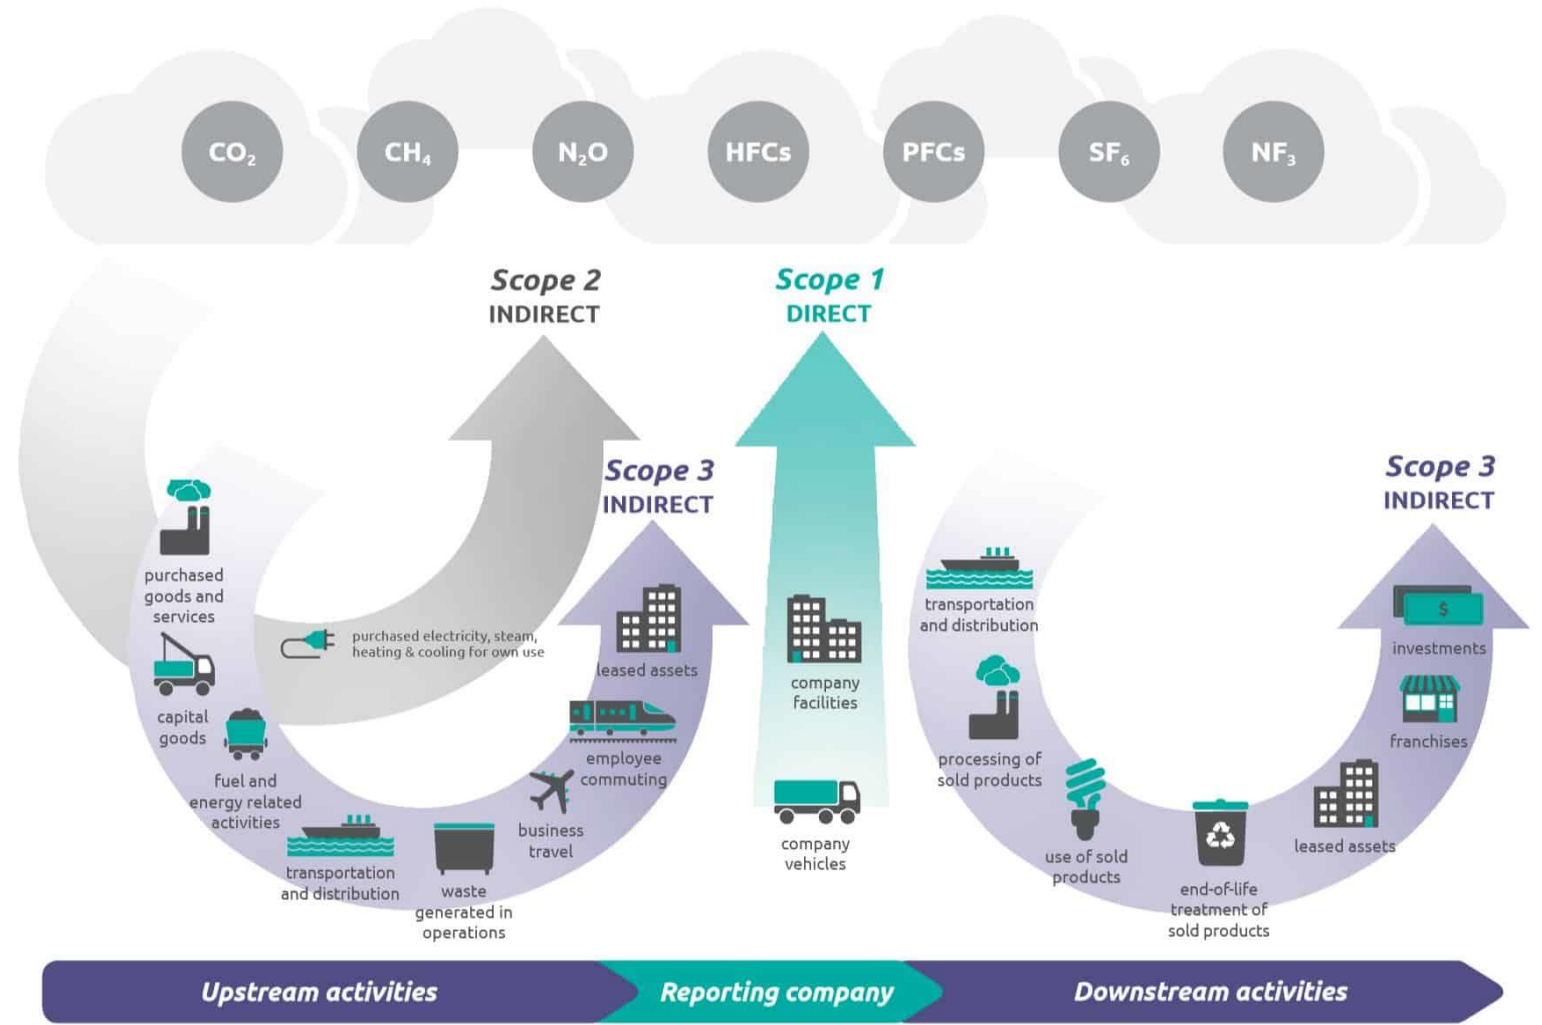 CO₂
CH₄
N₂O
HFCs
PFCs
SF₆
NF₃
Scope 2
INDIRECT
Scope 1
DIRECT
Scope 3
INDIRECT
Scope 3
INDIRECT
purchased
goods and
services
capital
goods
fuel and
energy related
activities
transportation
and distribution
waste
generated in
operations
business
travel
employee
commuting
leased assets
purchased electricity, steam,
heating & cooling for own use
company
facilities
company
vehicles
transportation
and distribution
processing of
sold products
use of sold
products
end-of-life
treatment of
sold products
leased assets
franchises
$
investments
Upstream activities
Reporting company
Downstream activities